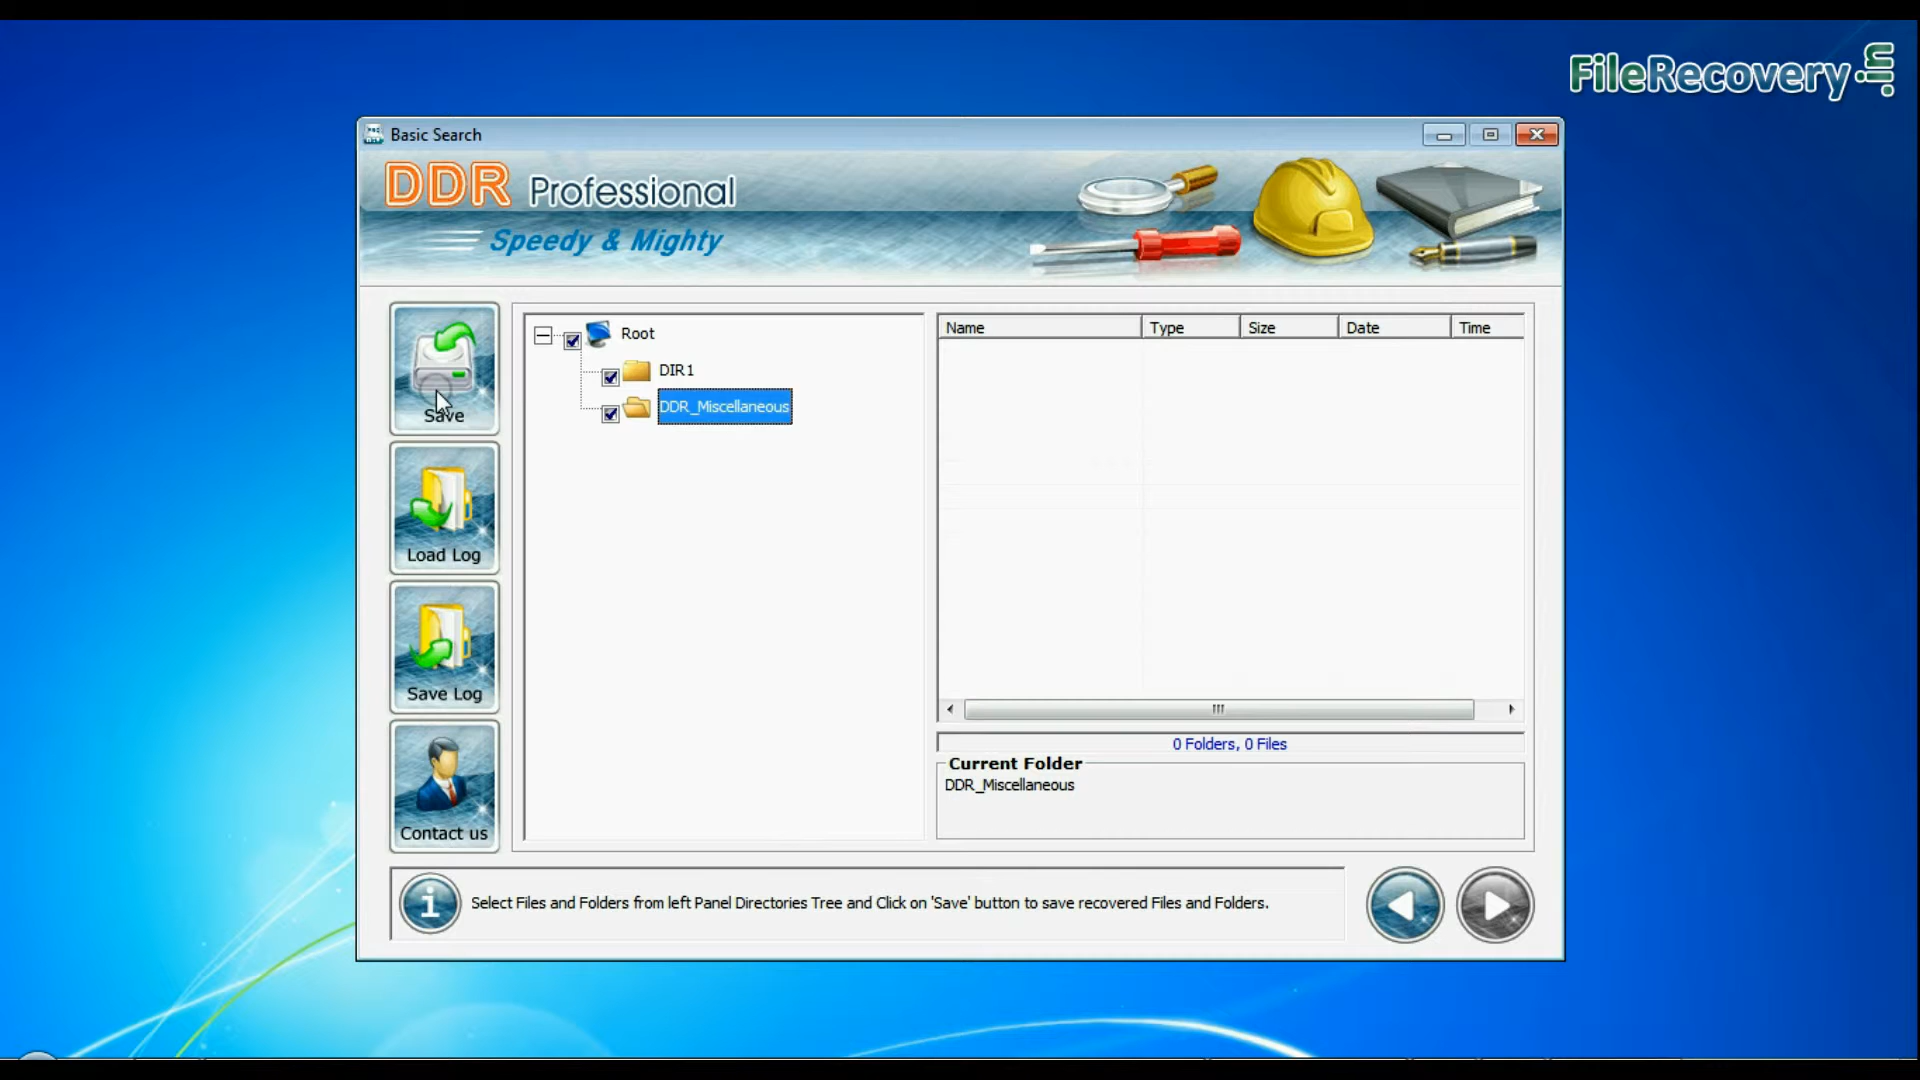 FileRecovery.in
Basic Search
DDR Professional
Speedy & Mighty
Save
Load Log
Save Log
Contact us
Root
DIR1
DDR_Miscellaneous
Name Type Size Date Time
0 Folders, 0 Files
Current Folder
DDR_Miscellaneous
Select Files and Folders from left Panel Directories Tree and Click on 'Save' button to save recovered Files and Folders.